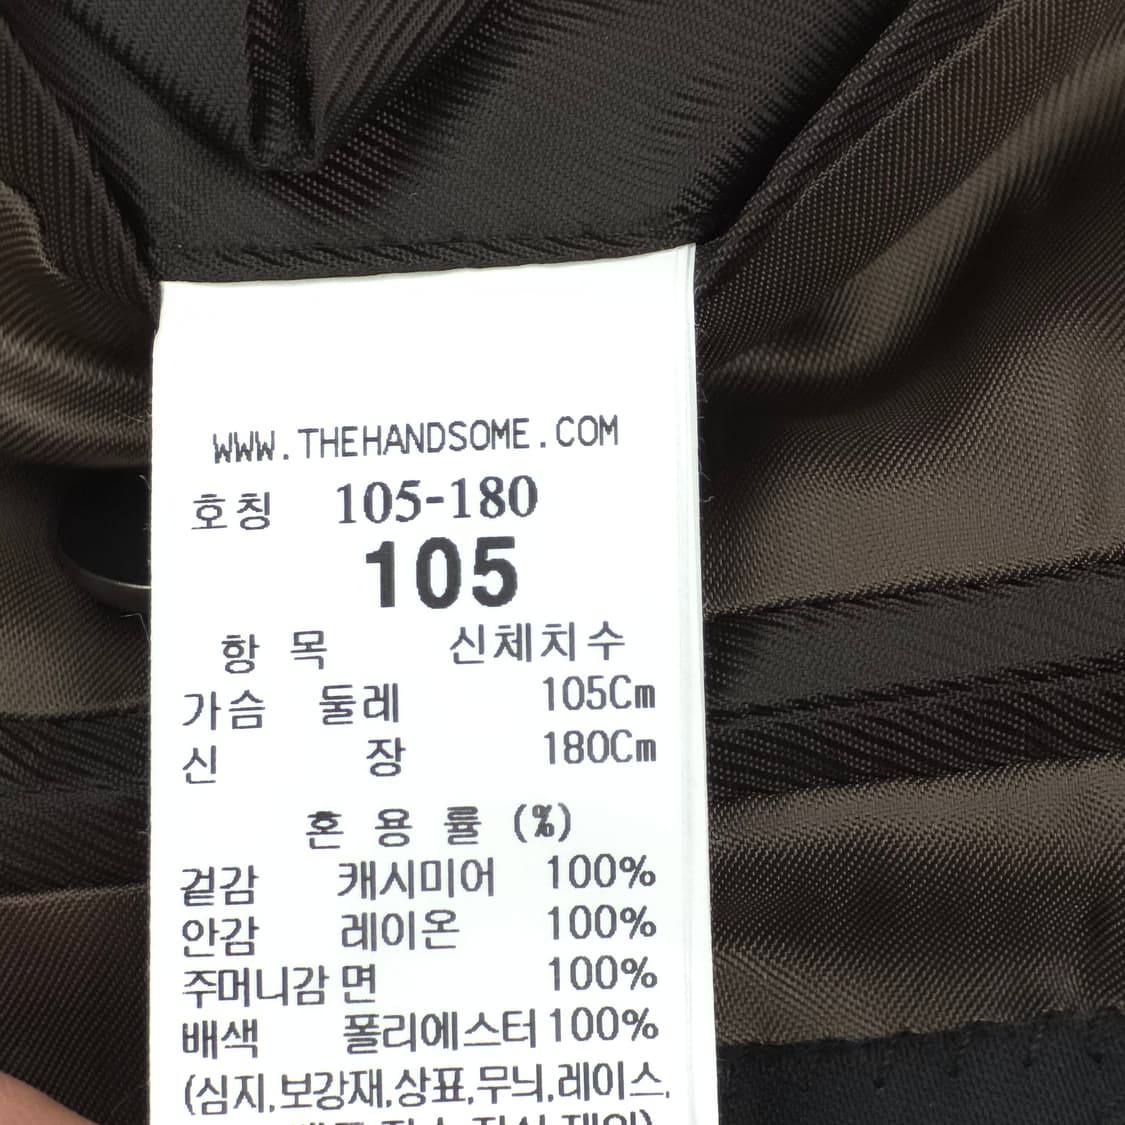 WWW.THEHANDSOME.COM
호칭 105-180
105
항 목 신체치수
가슴 둘레 105Cm
신 장 180Cm
혼 용 률 (%)
겉감 캐시미어 100%
안감 레이온 100%
주머니감 면 100%
배색 폴리에스터 100%
(심지,보강재,상표,무늬,레이스,